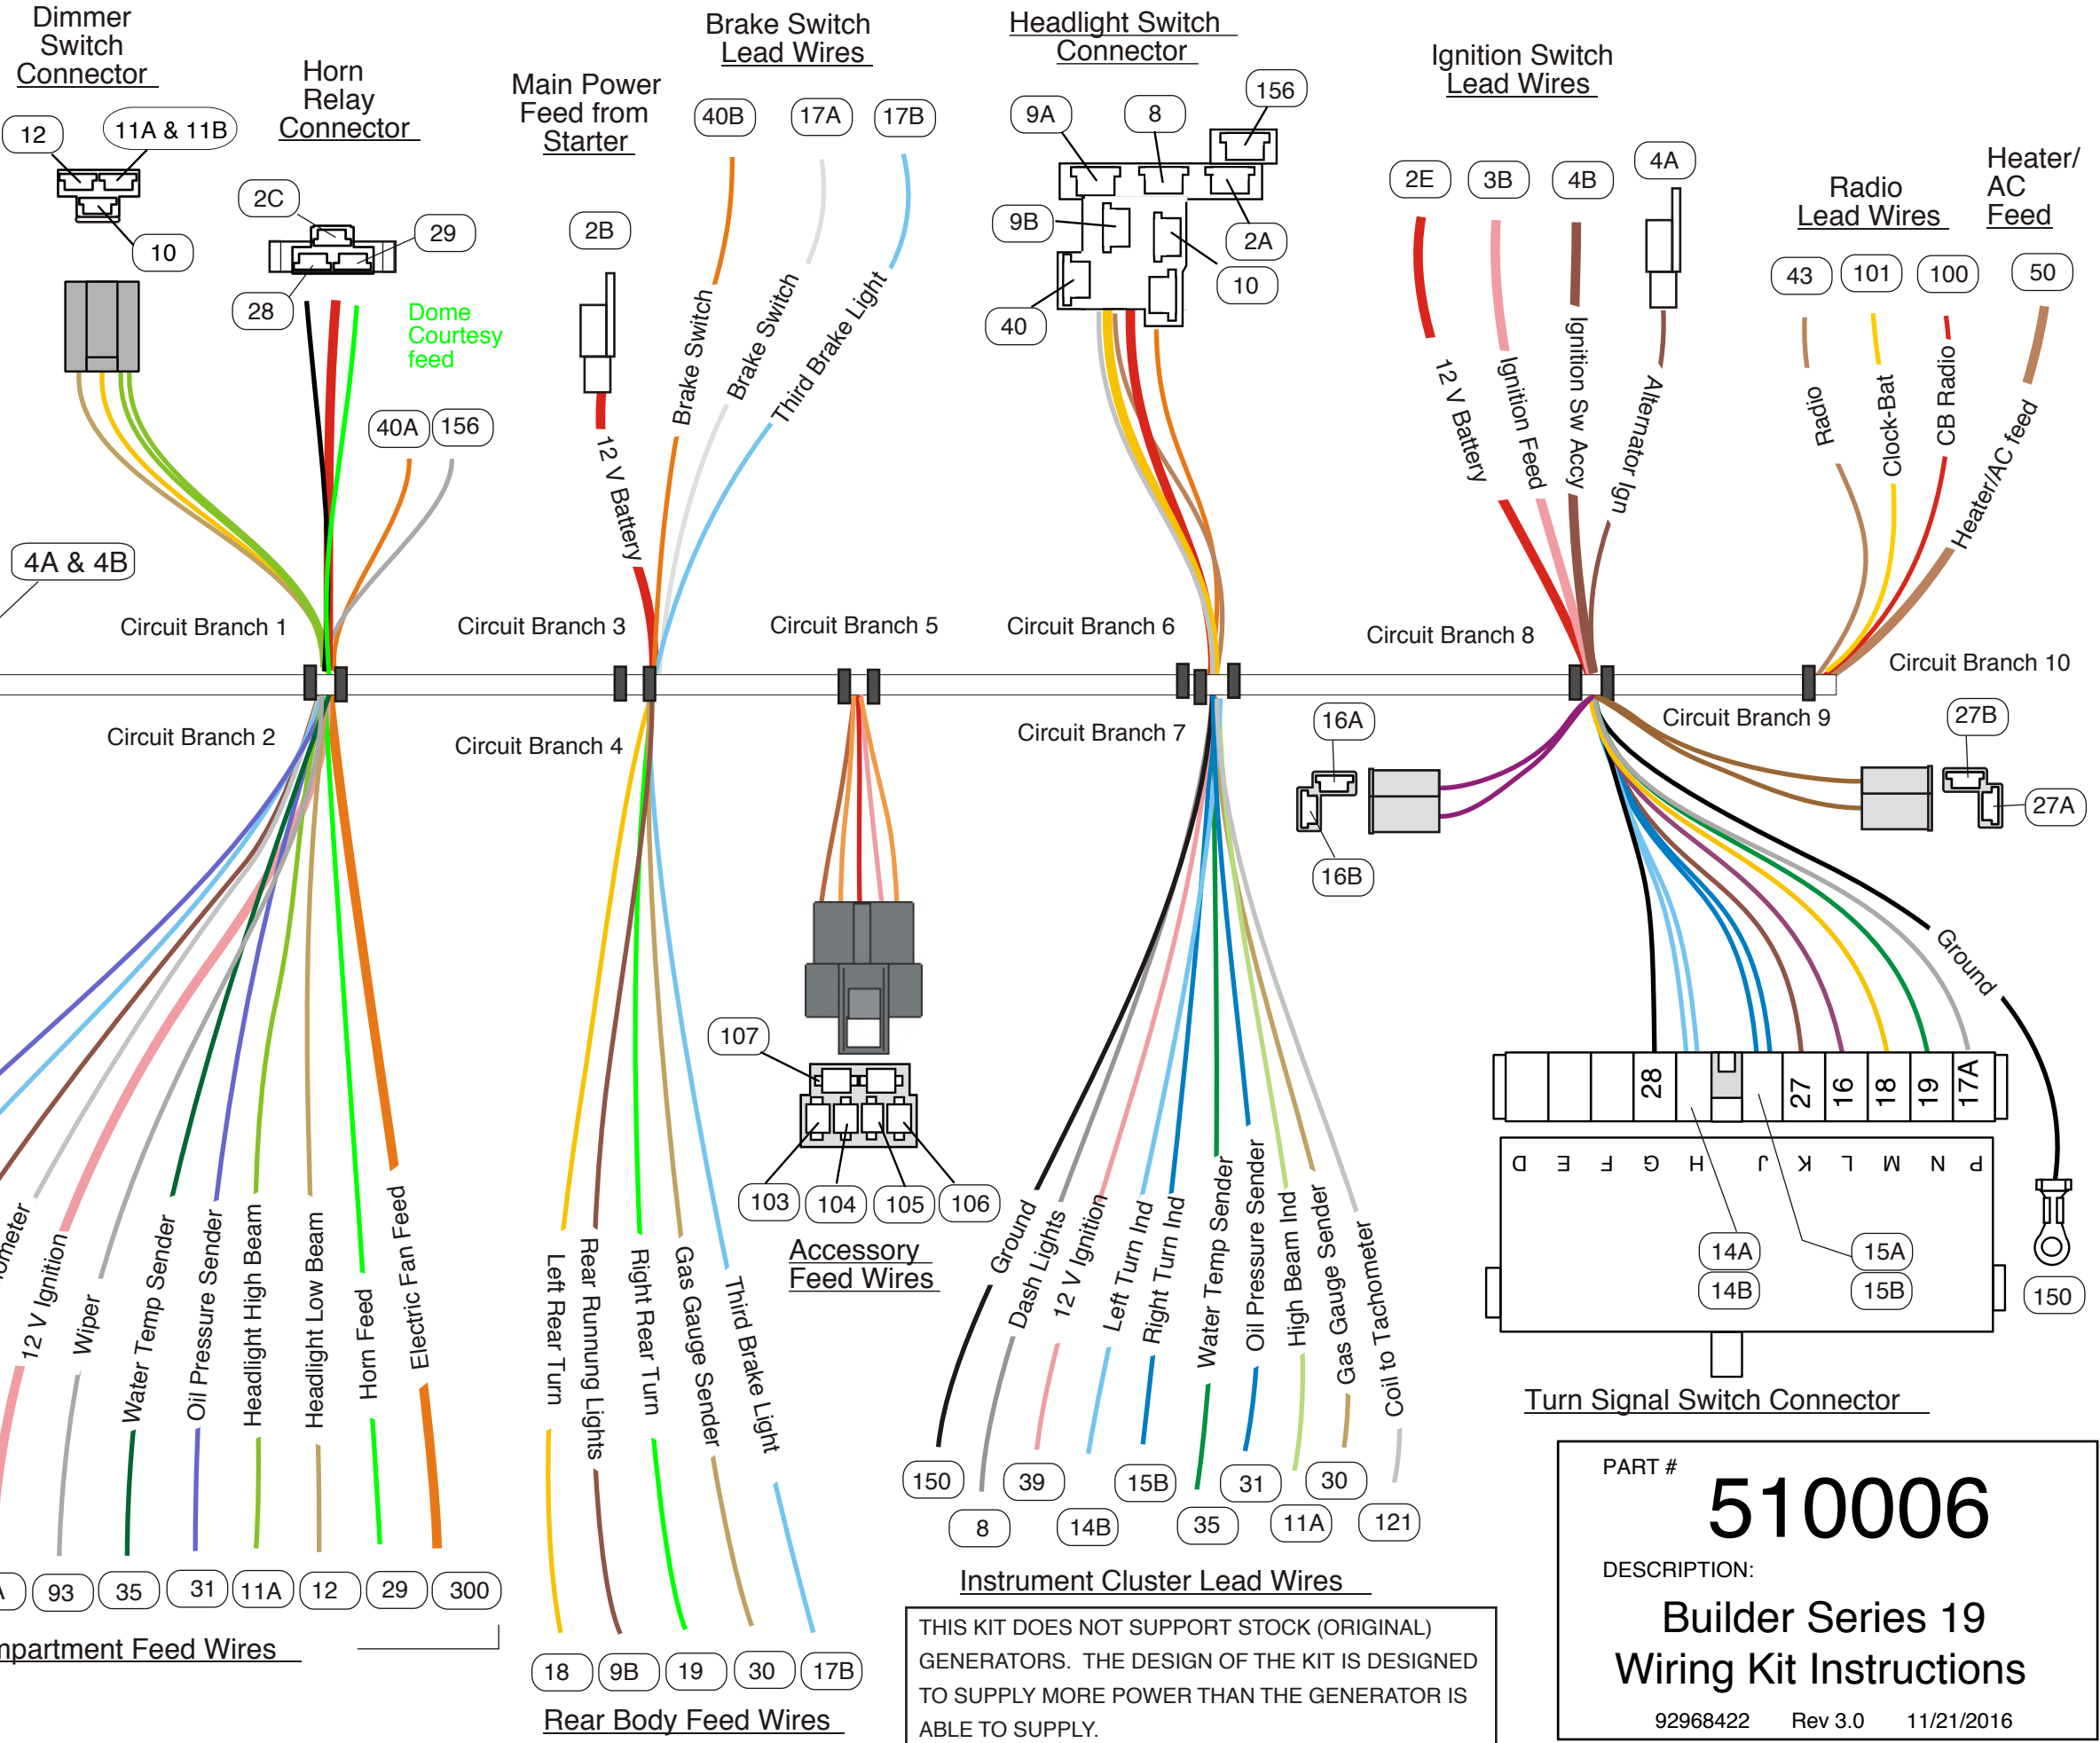 Dimmer
Switch
Connector
12
11A & 11B
10
Horn
Relay
Connector
2C
29
28
Dome
Courtesy
feed
40A
156
4A & 4B
Main Power
Feed from
Starter
2B
12 V Battery
Brake Switch
Lead Wires
40B
17A
17B
Brake Switch
Brake Switch
Third Brake Light
Headlight Switch
Connector
9A
8
156
9B
2A
10
40
Ignition Switch
Lead Wires
2E
3B
4B
4A
12 V Battery
Ignition Feed
Ignition Sw Accy
Alternator Ign
Radio
Lead Wires
43
101
100
Radio
Clock-Bat
CB Radio
Heater/
AC
Feed
50
Heater/AC feed
Circuit Branch 1
Circuit Branch 3
Circuit Branch 5
Circuit Branch 6
Circuit Branch 8
Circuit Branch 10
Circuit Branch 2
Circuit Branch 4
Circuit Branch 7
Circuit Branch 9
16A
16B
27B
27A
ometer
12 V Ignition
Wiper
Water Temp Sender
Oil Pressure Sender
Headlight High Beam
Headlight Low Beam
Horn Feed
Electric Fan Feed
A
93
35
31
11A
12
29
300
mpartment Feed Wires
Left Rear Turn
Rear Runnung Lights
Right Rear Turn
Gas Gauge Sender
Third Brake Light
18
9B
19
30
17B
Rear Body Feed Wires
107
103
104
105
106
Accessory
Feed Wires
Ground
Dash Lights
12 V Ignition
Left Turn Ind
Right Turn Ind
Water Temp Sender
Oil Pressure Sender
High Beam Ind
Gas Gauge Sender
Coil to Tachometer
150
8
39
14B
15B
35
31
11A
30
121
Instrument Cluster Lead Wires
Ground
28
27
16
18
19
17A
D E F G H J K L M N P
14A
14B
15A
15B
150
Turn Signal Switch Connector
THIS KIT DOES NOT SUPPORT STOCK (ORIGINAL)
GENERATORS. THE DESIGN OF THE KIT IS DESIGNED
TO SUPPLY MORE POWER THAN THE GENERATOR IS
ABLE TO SUPPLY.
PART #
510006
DESCRIPTION:
Builder Series 19
Wiring Kit Instructions
92968422 Rev 3.0 11/21/2016